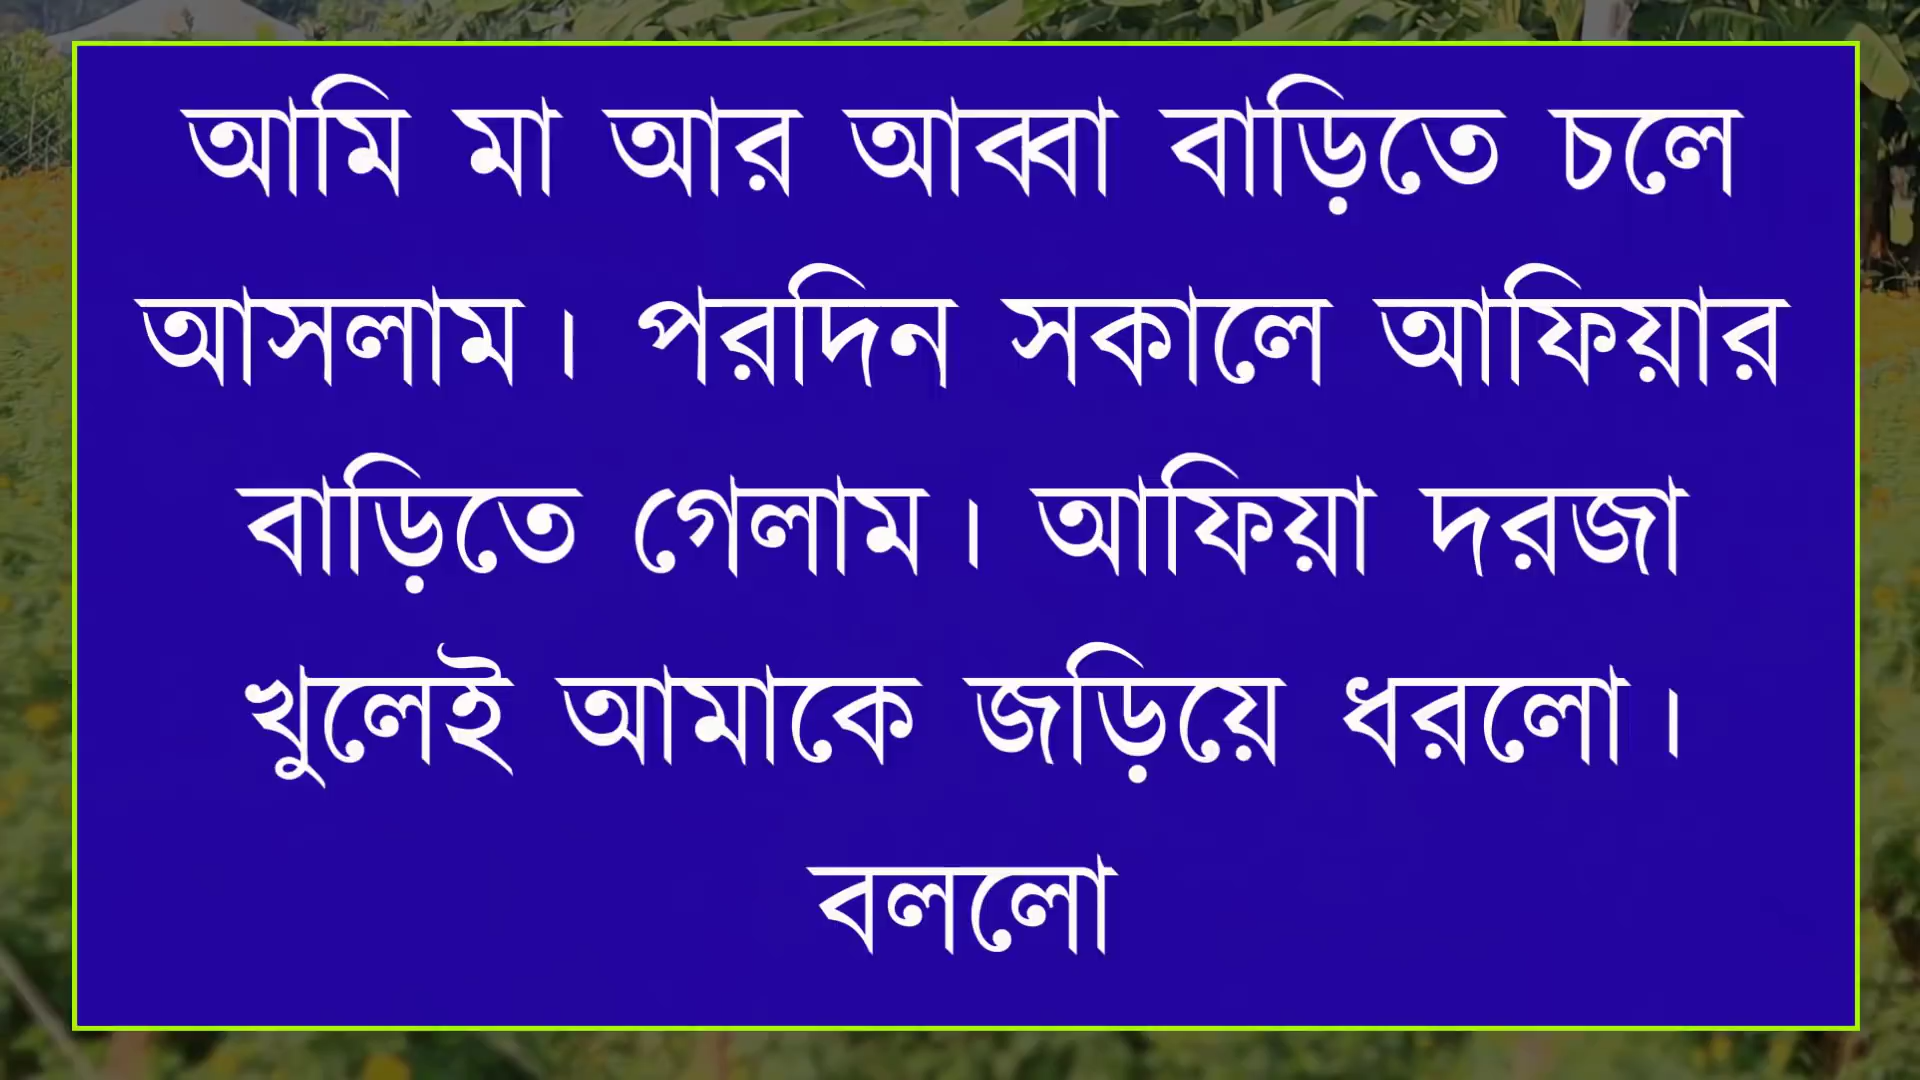 আমি মা আর আব্বা বাড়িতে চলে
আসলাম। পরদিন সকালে আফিয়ার
বাড়িতে গেলাম। আফিয়া দরজা
খুলেই আমাকে জড়িয়ে ধরলো।
বললো